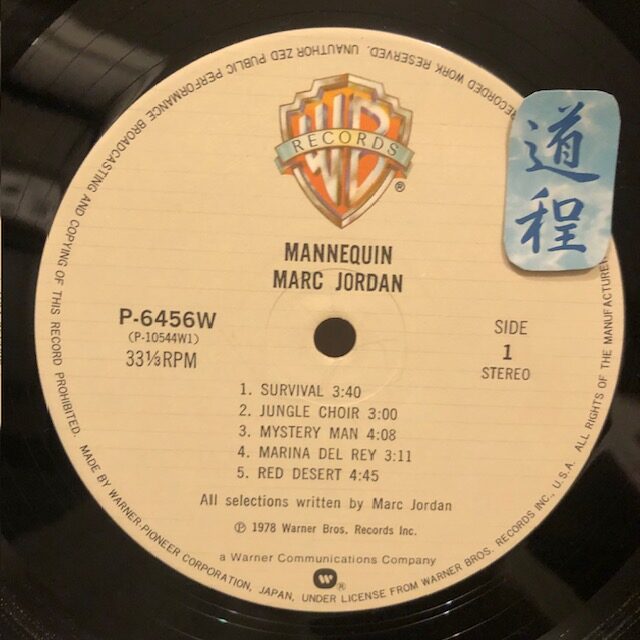 WB
RECORDS
®
MANNEQUIN
MARC JORDAN
道程
P-6456W
(P-10544W1)
33⅓RPM
SIDE
1
STEREO
1. SURVIVAL 3:40
2. JUNGLE CHOIR 3:00
3. MYSTERY MAN 4:08
4. MARINA DEL REY 3:11
5. RED DESERT 4:45
All selections written by Marc Jordan
℗ 1978 Warner Bros. Records Inc.
a Warner Communications Company
®
ALL RIGHTS OF THE MANUFACTURER
RECORDED WORK RESERVED. UNAUTHORIZED PUBLIC PERFORMANCE BROADCASTING AND COPYING OF THIS RECORD PROHIBITED. MADE BY WARNER-PIONEER CORPORATION, JAPAN, UNDER LICENSE FROM WARNER BROS. RECORDS INC., U.S.A.